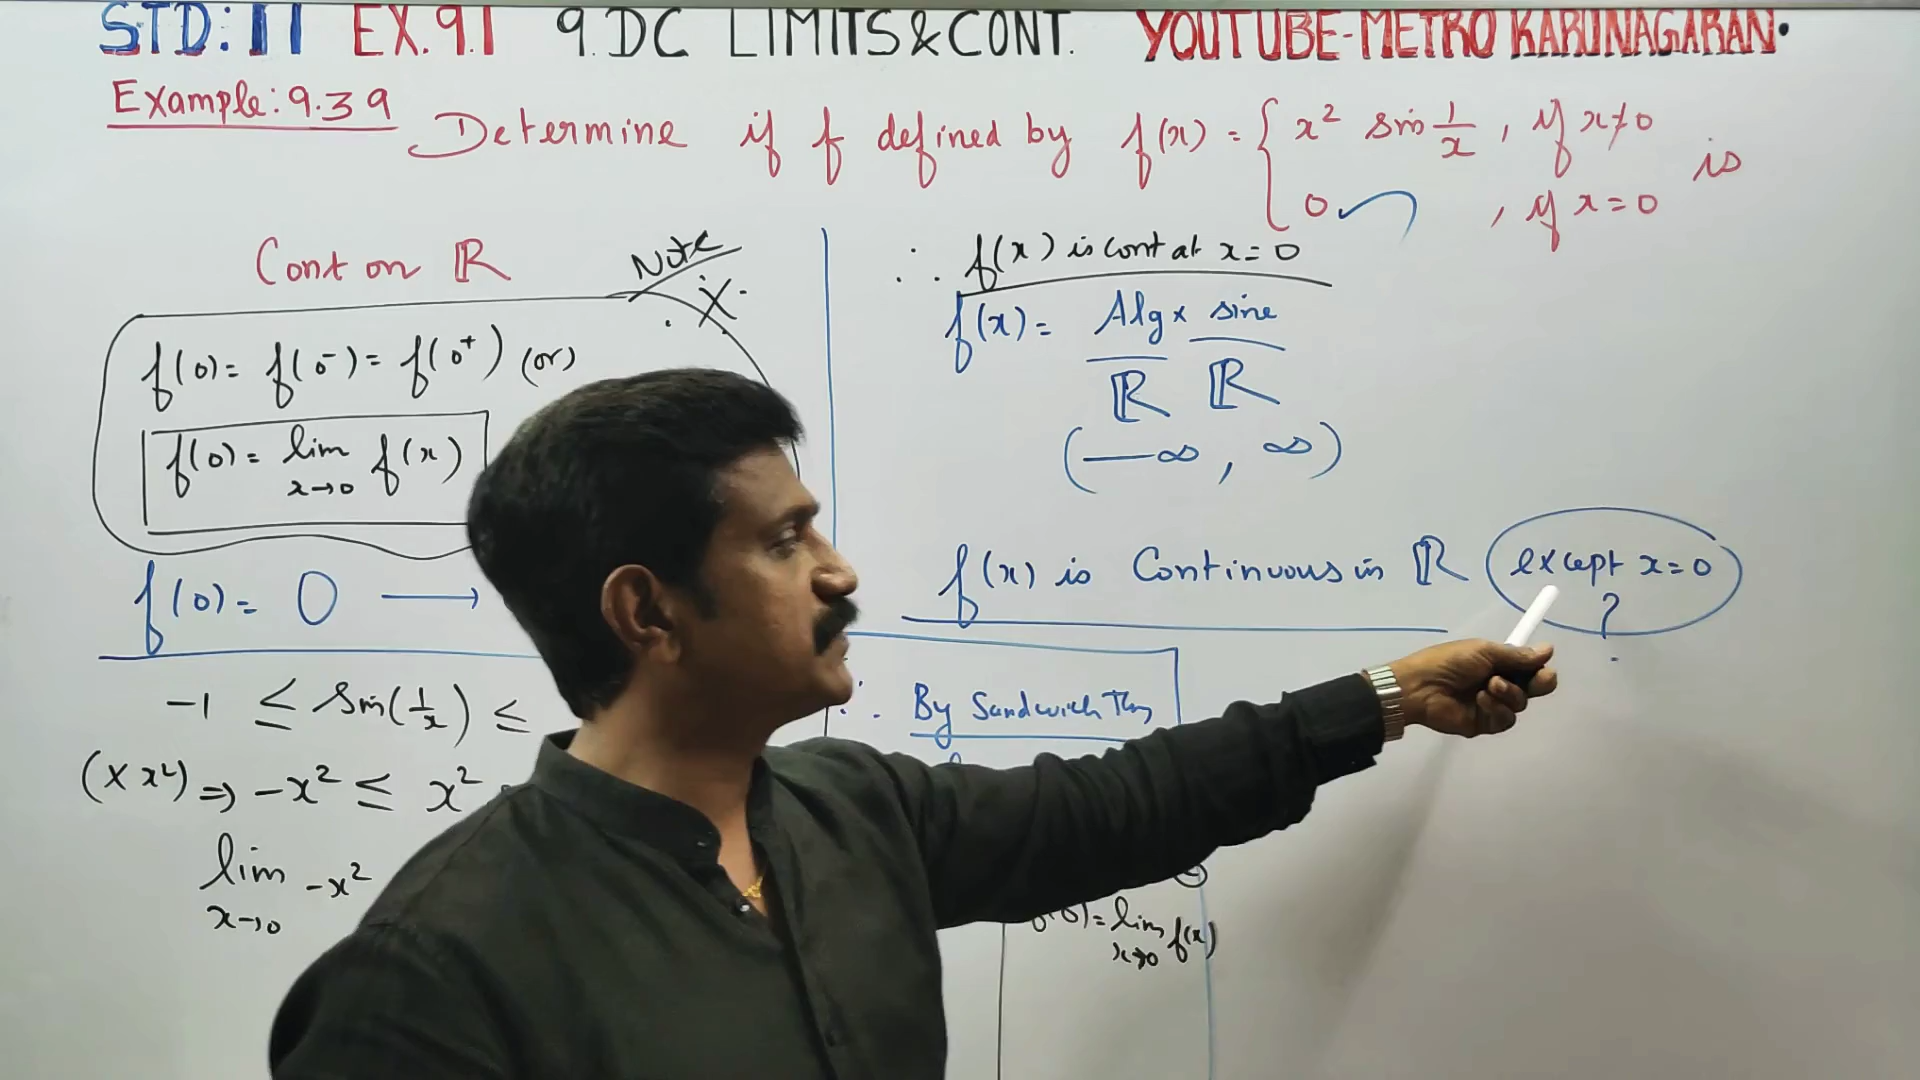 STD: 11 EX.9.1 9.DC LIMITS & CONT. YOUTUBE-METRO KARUNAGARAN.
Example: 9.39 Determine if f defined by f(x) = { x² sin 1/x , if x≠0
0 , if x=0 is
Cont on ℝ
Note
f(0) = f(0⁻) = f(0⁺) (or)
f(0) = lim x→0 f(x)
f(0) = 0 →
-1 ≤ Sin(1/x) ≤
(× x²) ⇒ -x² ≤ x²
lim x→0 -x²
∴ f(x) is cont at x=0
f(x) = Alg × sine
ℝ ℝ
(-∞, ∞)
f(x) is Continuous in ℝ except x=0
?
∴ By Sandwich Thm
f(0) = lim x→0 f(x)